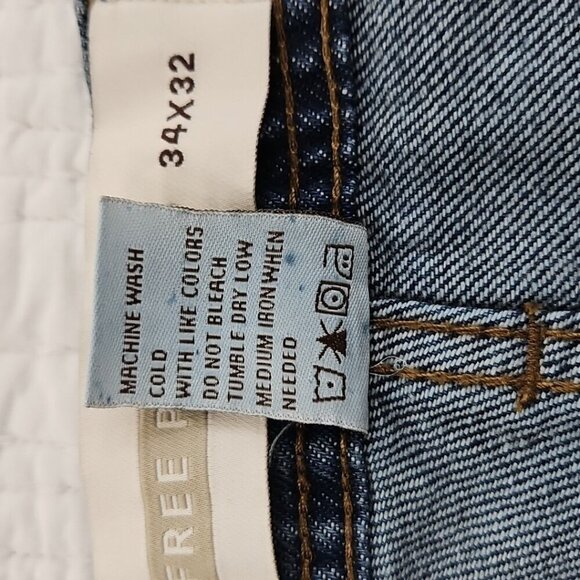 34X32
MACHINE WASH
COLD
WITH LIKE COLORS
DO NOT BLEACH
TUMBLE DRY LOW
MEDIUM IRON WHEN
NEEDED
FREE